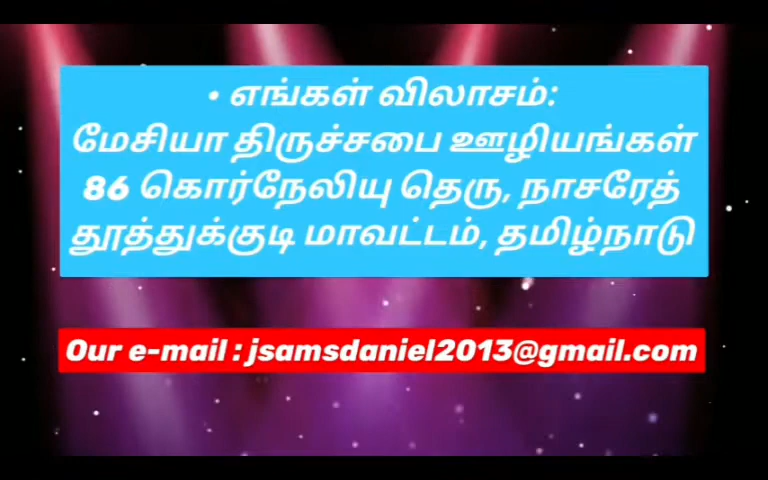 • எங்கள் விலாசம்:
மேசியா திருச்சபை ஊழியங்கள்
86 கொர்நேலியு தெரு, நாசரேத்
தூத்துக்குடி மாவட்டம், தமிழ்நாடு
Our e-mail : jsamsdaniel2013@gmail.com